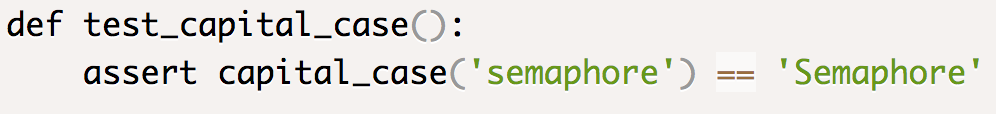 def test_capital_case():
    assert capital_case('semaphore') == 'Semaphore'